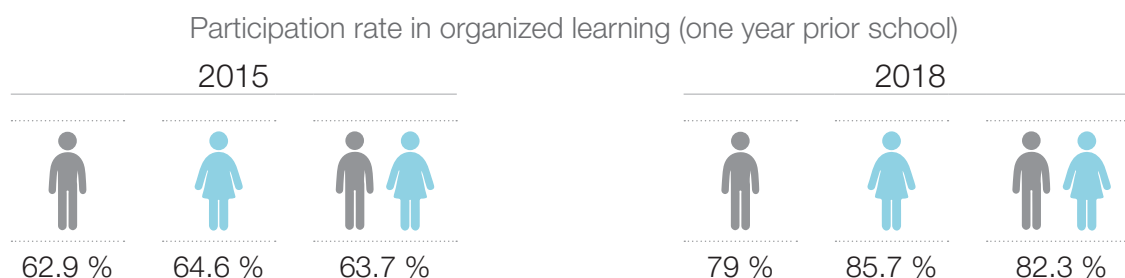 Participation rate in organized learning (one year prior school)
2015 2018
62.9 % 64.6 % 63.7 % 79 % 85.7 % 82.3 %